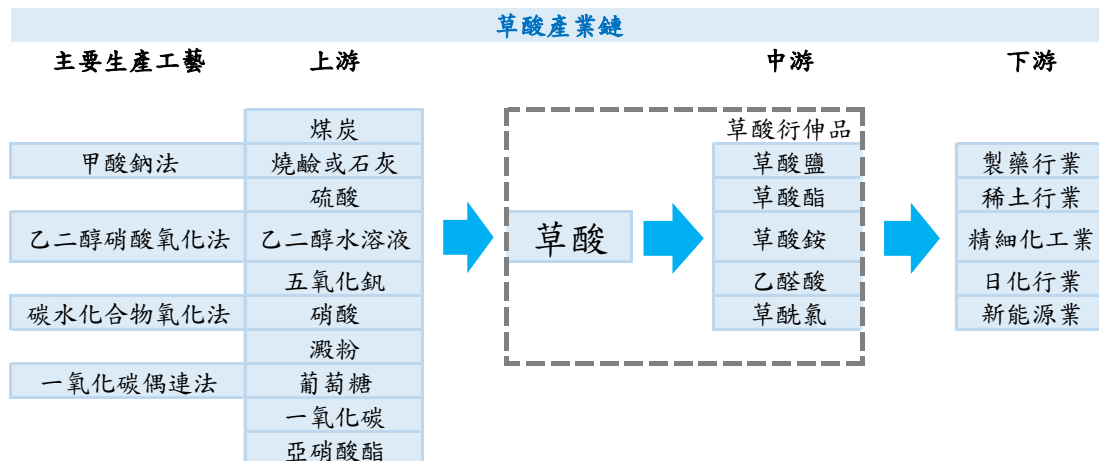 草酸產業鏈
主要生產工藝 上游 中游 下游
煤炭 草酸衍伸品
甲酸鈉法 燒鹼或石灰 草酸鹽 製藥行業
硫酸 草酸酯 稀土行業
乙二醇硝酸氧化法 乙二醇水溶液 草酸 草酸銨 精細化工業
五氧化釩 乙醛酸 日化行業
碳水化合物氧化法 硝酸 草酰氯 新能源業
澱粉
一氧化碳偶連法 葡萄糖
一氧化碳
亞硝酸酯